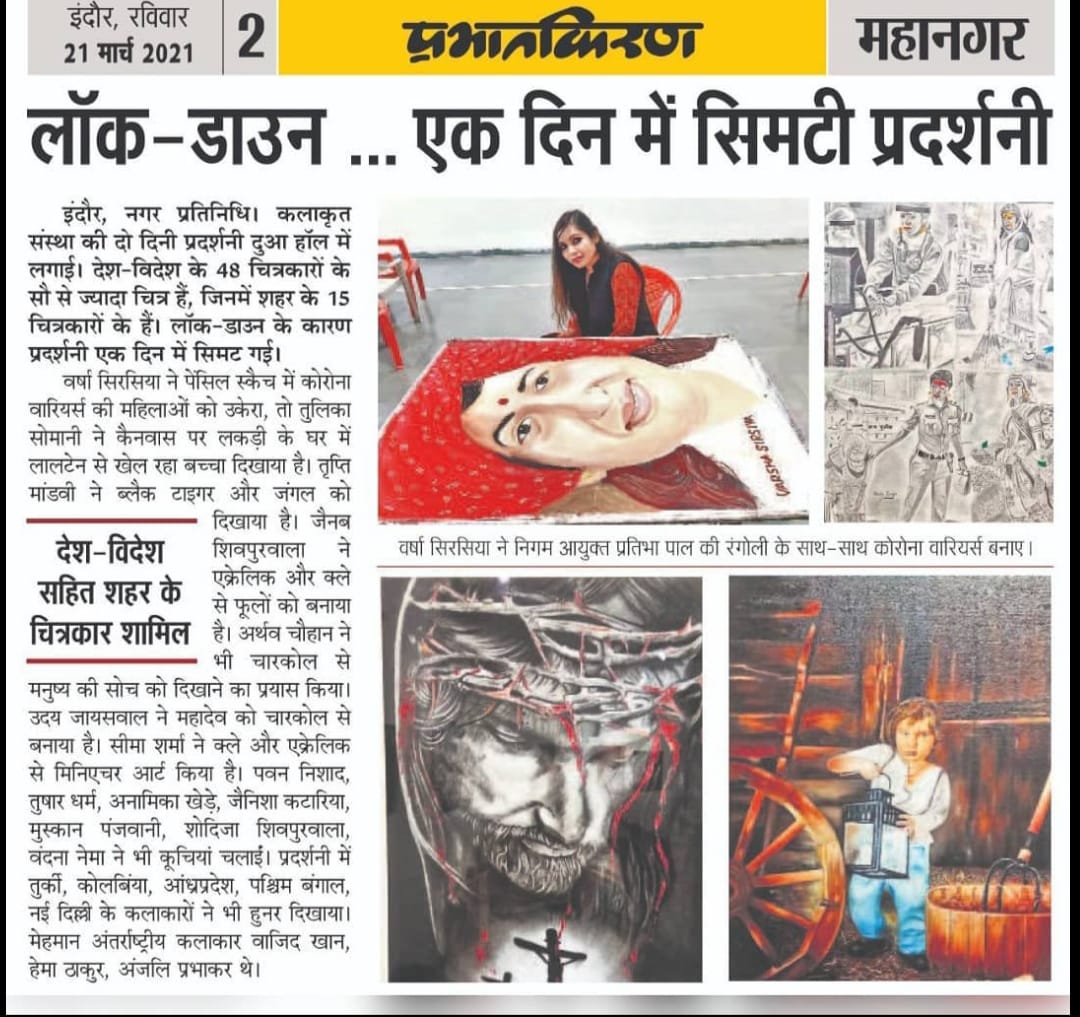 इंदौर, रविवार
21 मार्च 2021
2
प्रभातकिरण
महानगर
लॉक-डाउन ... एक दिन में सिमटी प्रदर्शनी
इंदौर, नगर प्रतिनिधि। कलाकृत
संस्था की दो दिनी प्रदर्शनी दुआ हॉल में
लगाई। देश-विदेश के 48 चित्रकारों के
सौ से ज्यादा चित्र हैं, जिनमें शहर के 15
चित्रकारों के हैं। लॉक-डाउन के कारण
प्रदर्शनी एक दिन में सिमट गई।
वर्षा सिरसिया ने पेंसिल स्कैच में कोरोना
वारियर्स की महिलाओं को उकेरा, तो तुलिका
सोमानी ने कैनवास पर लकड़ी के घर में
लालटेन से खेल रहा बच्चा दिखाया है। तृप्ति
मांडवी ने ब्लैक टाइगर और जंगल को
दिखाया है। जैनब
शिवपुरवाला ने
एक्रेलिक और क्ले
से फूलों को बनाया
है। अर्थव चौहान ने
भी चारकोल से
मनुष्य की सोच को दिखाने का प्रयास किया।
उदय जायसवाल ने महादेव को चारकोल से
बनाया है। सीमा शर्मा ने क्ले और एक्रेलिक
से मिनिएचर आर्ट किया है। पवन निशाद,
तुषार धर्म, अनामिका खेड़े, जैनिशा कटारिया,
मुस्कान पंजवानी, शोदिजा शिवपुरवाला,
वंदना नेमा ने भी कूचियां चलाईं। प्रदर्शनी में
तुर्की, कोलबिंया, आंध्रप्रदेश, पश्चिम बंगाल,
नई दिल्ली के कलाकारों ने भी हुनर दिखाया।
मेहमान अंतर्राष्ट्रीय कलाकार वाजिद खान,
हेमा ठाकुर, अंजलि प्रभाकर थे।
देश-विदेश
सहित शहर के
चित्रकार शामिल
VARSHA SIRSIYA
वर्षा सिरसिया ने निगम आयुक्त प्रतिभा पाल की रंगोली के साथ-साथ कोरोना वारियर्स बनाए।